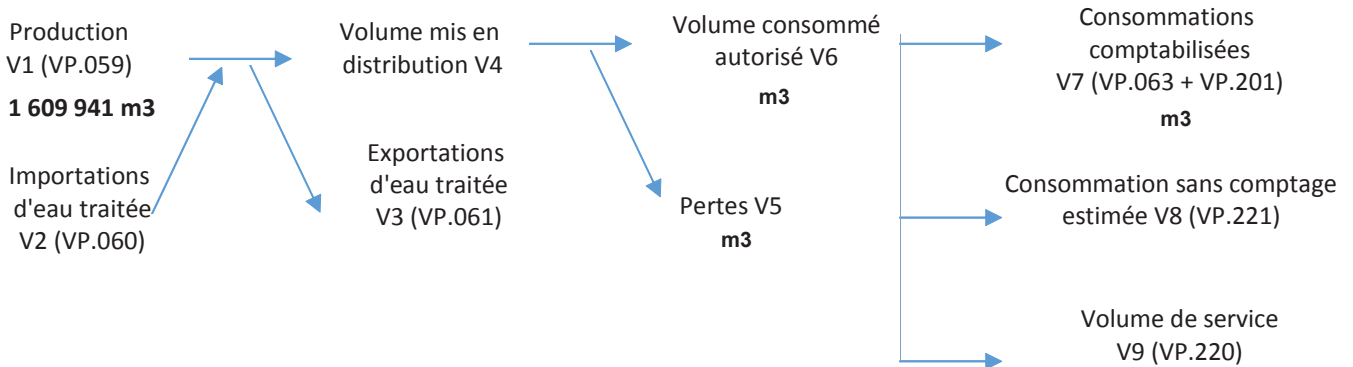 Production
V1 (VP.059)
1 609 941 m3
Importations
d'eau traitée
V2 (VP.060)
Volume mis en
distribution V4
Exportations
d'eau traitée
V3 (VP.061)
Volume consommé
autorisé V6
m3
Pertes V5
m3
Consommations
comptabilisées
V7 (VP.063 + VP.201)
m3
Consommation sans comptage
estimée V8 (VP.221)
Volume de service
V9 (VP.220)